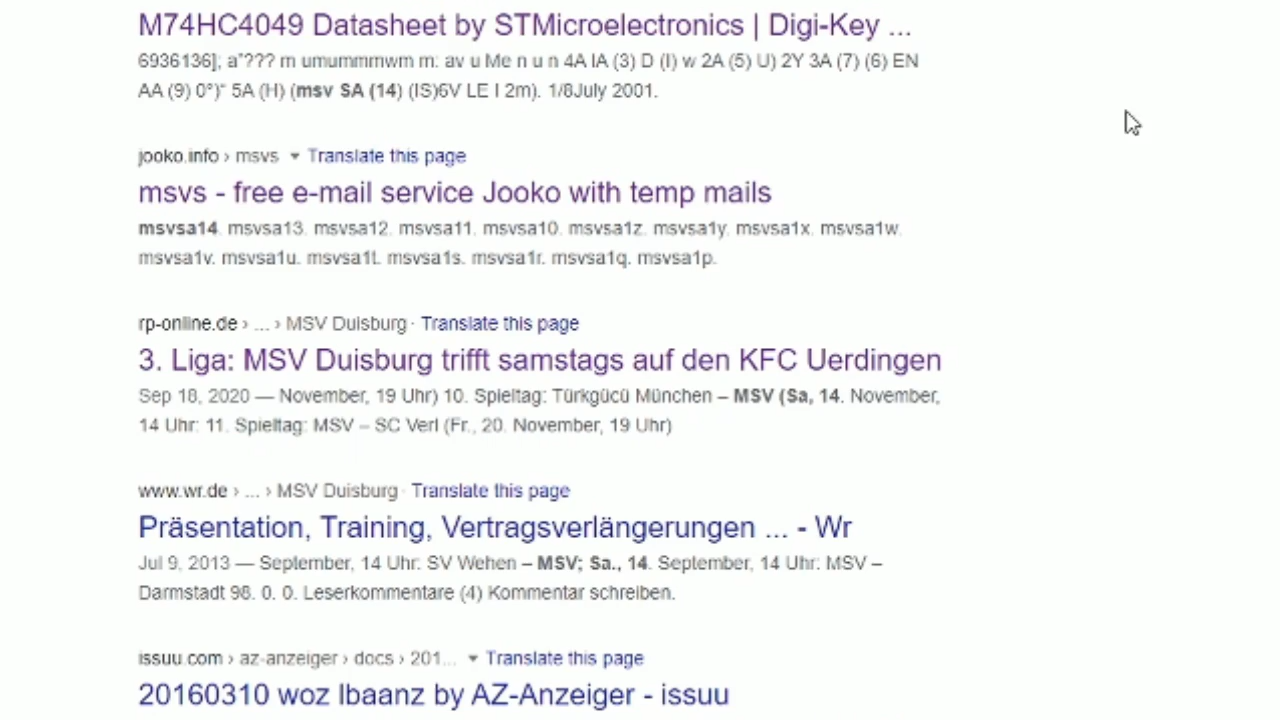 M74HC4049 Datasheet by STMicroelectronics | Digi-Key ...
6936136]; a"??? m umummmwm m: av u Me n u n 4A IA (3) D (I) w 2A (5) U) 2Y 3A (7) (6) EN
AA (9) 0°)" 5A (H) (msv SA (14) (IS)6V LE I 2m). 1/8July 2001.
jooko.info › msvs ▾ Translate this page
msvs - free e-mail service Jooko with temp mails
msvsa14. msvsa13. msvsa12. msvsa11. msvsa10. msvsa1z. msvsa1y. msvsa1x. msvsa1w.
msvsa1v. msvsa1u. msvsa1t. msvsa1s. msvsa1r. msvsa1q. msvsa1p.
rp-online.de › ... › MSV Duisburg · Translate this page
3. Liga: MSV Duisburg trifft samstags auf den KFC Uerdingen
Sep 18, 2020 — November, 19 Uhr) 10. Spieltag: Türkgücü München – MSV (Sa, 14. November,
14 Uhr: 11. Spieltag: MSV – SC Verl (Fr., 20. November, 19 Uhr)
www.wr.de › ... › MSV Duisburg · Translate this page
Präsentation, Training, Vertragsverlängerungen ... - Wr
Jul 9, 2013 — September, 14 Uhr: SV Wehen – MSV; Sa., 14. September, 14 Uhr: MSV –
Darmstadt 98. 0. 0. Leserkommentare (4) Kommentar schreiben.
issuu.com › az-anzeiger › docs › 201... ▾ Translate this page
20160310 woz lbaanz by AZ-Anzeiger - issuu